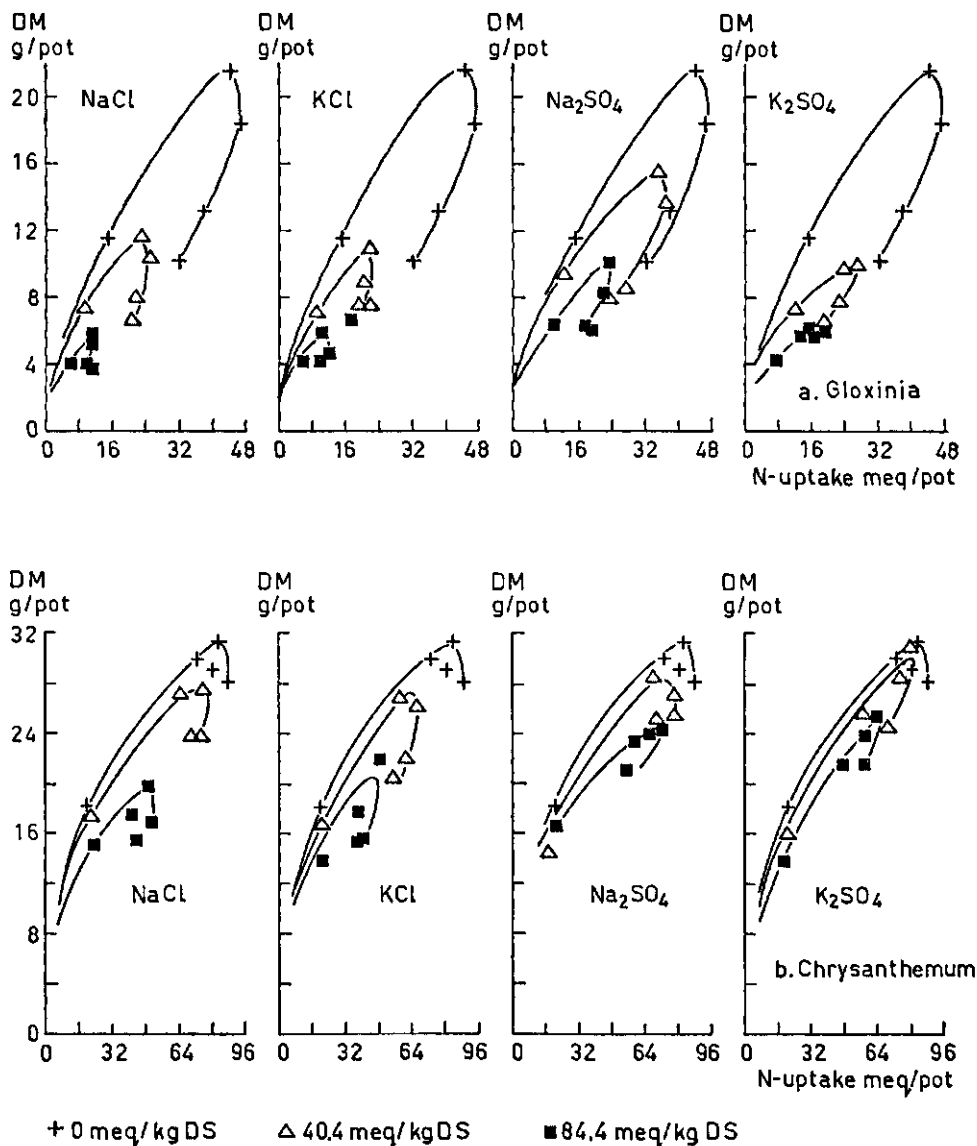 DM DM DM DM
g/pot g/pot g/pot g/pot
NaCl KCl Na₂SO₄ K₂SO₄
20
16
12
8
4
0
a. Gloxinia
0 16 32 48 0 16 32 48 0 16 32 48 0 16 32 48
N-uptake meq/pot
DM DM DM DM
g/pot g/pot g/pot g/pot
32
24
16
8
0
NaCl KCl Na₂SO₄ K₂SO₄
b. Chrysanthemum
0 32 64 96 0 32 64 96 0 32 64 96 0 32 64 96
N-uptake meq/pot
+ 0 meq/kg DS △ 40.4 meq/kg DS ■ 84.4 meq/kg DS